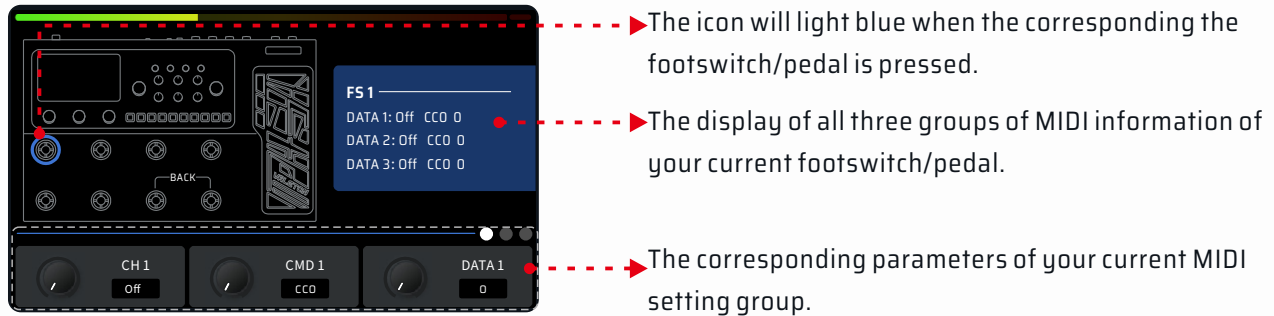 The icon will light blue when the corresponding the
footswitch/pedal is pressed.
FS 1
DATA 1: Off CC0 0
DATA 2: Off CC0 0
DATA 3: Off CC0 0
The display of all three groups of MIDI information of
your current footswitch/pedal.
BACK
CH 1
Off
CMD 1
CC0
DATA 1
0
The corresponding parameters of your current MIDI
setting group.